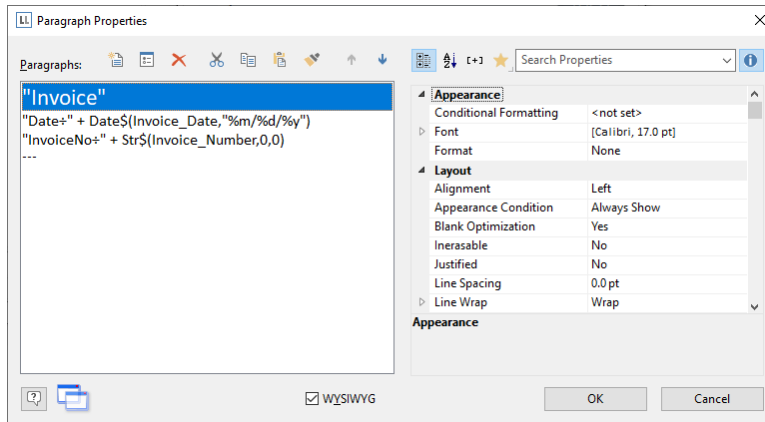 LL Paragraph Properties
Paragraphs:
Search Properties
"Invoice"
"Date÷" + Date$(Invoice_Date,"%m/%d/%y")
"InvoiceNo÷" + Str$(Invoice_Number,0,0)
---
Appearance
Conditional Formatting <not set>
Font [Calibri, 17.0 pt]
Format None
Layout
Alignment Left
Appearance Condition Always Show
Blank Optimization Yes
Inerasable No
Justified No
Line Spacing 0.0 pt
Line Wrap Wrap
Appearance
WYSIWYG
OK
Cancel